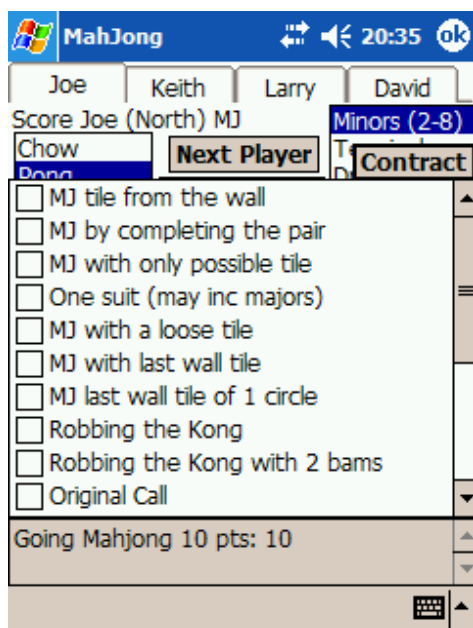 MahJong 20:35 ok
Joe Keith Larry David
Score Joe (North) MJ Minors (2-8)
Chow Next Player Contract
Pong
MJ tile from the wall
MJ by completing the pair
MJ with only possible tile
One suit (may inc majors)
MJ with a loose tile
MJ with last wall tile
MJ last wall tile of 1 circle
Robbing the Kong
Robbing the Kong with 2 bams
Original Call
Going Mahjong 10 pts: 10